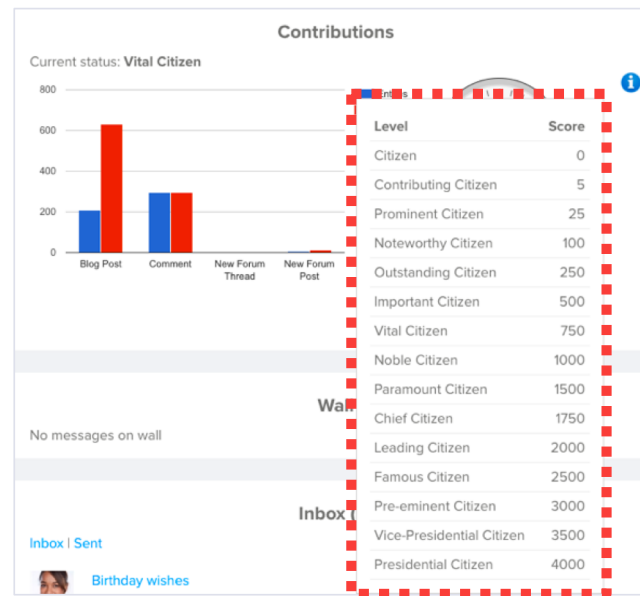 Contributions
Current status: Vital Citizen
800
600
400
200
0
Blog Post
Comment
New Forum Thread
New Forum Post
Level Score
Citizen 0
Contributing Citizen 5
Prominent Citizen 25
Noteworthy Citizen 100
Outstanding Citizen 250
Important Citizen 500
Vital Citizen 750
Noble Citizen 1000
Paramount Citizen 1500
Chief Citizen 1750
Leading Citizen 2000
Famous Citizen 2500
Pre-eminent Citizen 3000
Vice-Presidential Citizen 3500
Presidential Citizen 4000
No messages on wall
Inbox (
Inbox | Sent
Birthday wishes